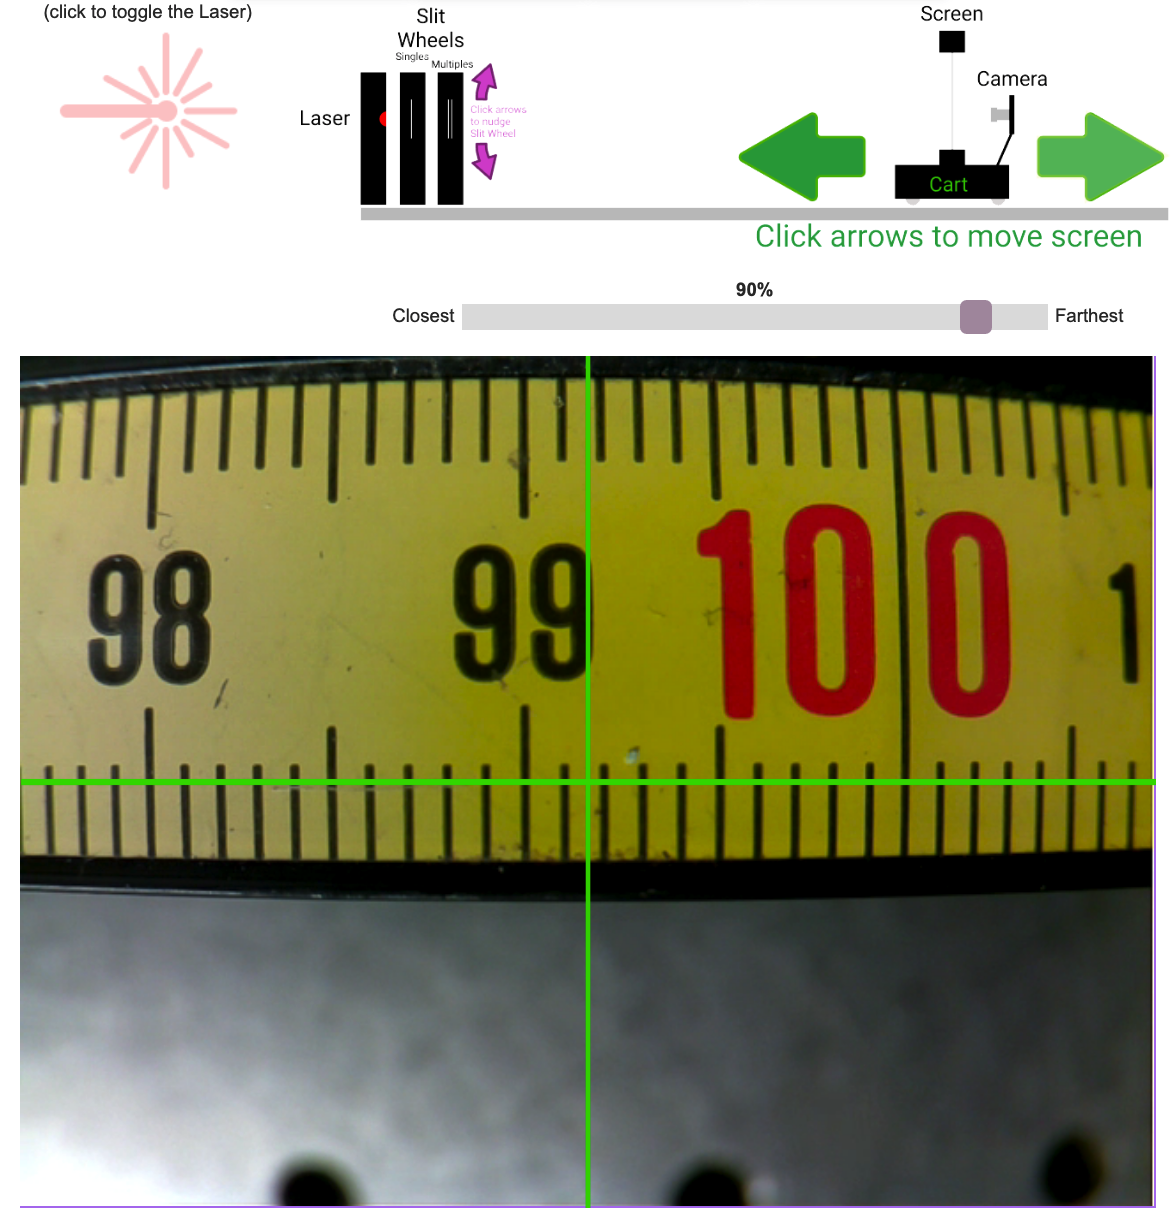 (click to toggle the Laser)
Slit
Wheels
Singles
Multiples
Laser
Click arrows
to nudge
Slit Wheel
Screen
Camera
Cart
Click arrows to move screen
90%
Closest
Farthest
98
99
100
1